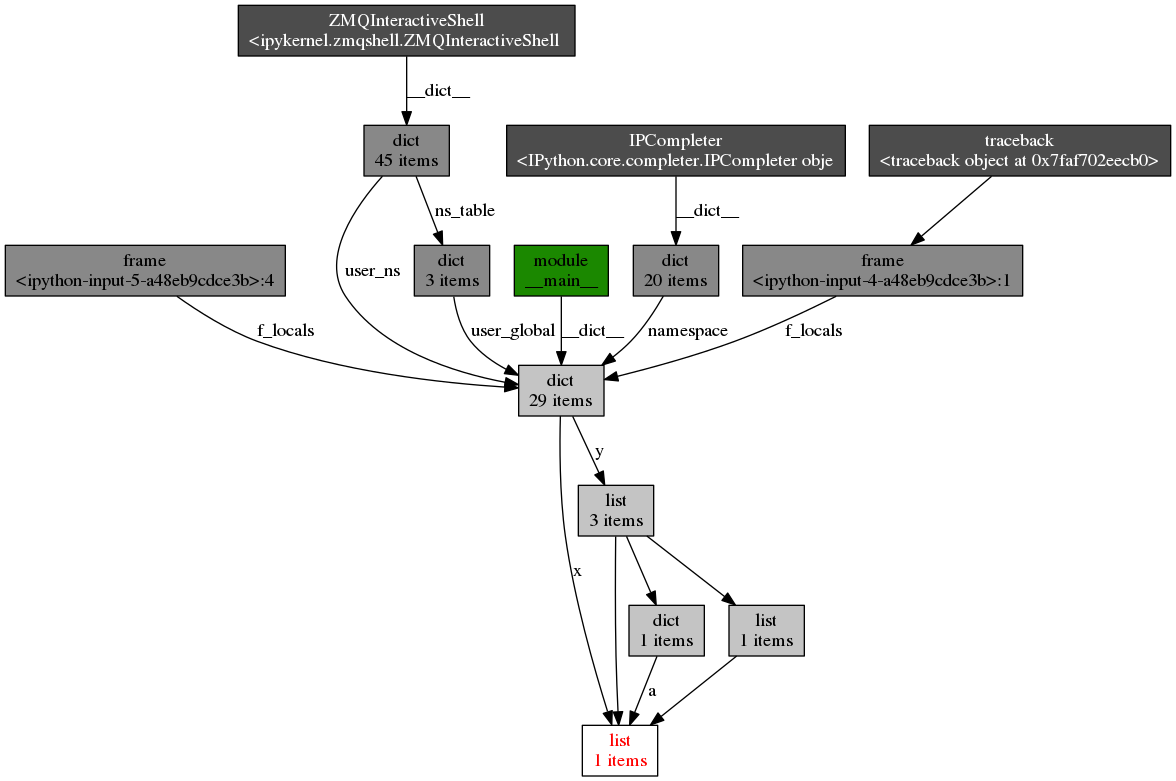 ZMQInteractiveShell
<ipykernel.zmqshell.ZMQInteractiveShell
__dict__
dict
45 items
IPCompleter
<IPython.core.completer.IPCompleter obje
traceback
<traceback object at 0x7faf702eecb0>
ns_table
__dict__
frame
<ipython-input-5-a48eb9cdce3b>:4
user_ns
dict
3 items
module
__main__
dict
20 items
frame
<ipython-input-4-a48eb9cdce3b>:1
f_locals
user_global
__dict__
namespace
f_locals
dict
29 items
y
list
3 items
x
dict
1 items
list
1 items
a
list
1 items